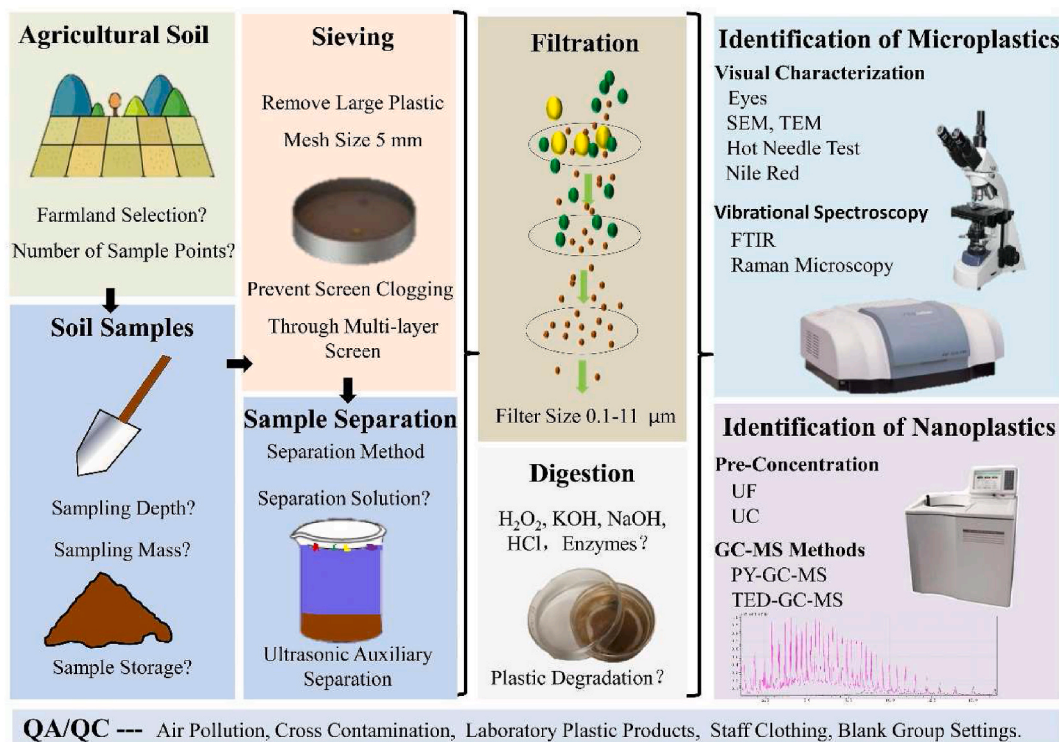 Agricultural Soil
Farmland Selection?
Number of Sample Points?
Soil Samples
Sampling Depth?
Sampling Mass?
Sample Storage?
Sieving
Remove Large Plastic
Mesh Size 5 mm
Prevent Screen Clogging
Through Multi-layer
Screen
Sample Separation
Separation Method
Separation Solution?
Ultrasonic Auxiliary
Separation
Filtration
Filter Size 0.1-11 μm
Digestion
H₂O₂, KOH, NaOH,
HCl, Enzymes?
Plastic Degradation?
Identification of Microplastics
Visual Characterization
Eyes
SEM, TEM
Hot Needle Test
Nile Red
Vibrational Spectroscopy
FTIR
Raman Microscopy
Identification of Nanoplastics
Pre-Concentration
UF
UC
GC-MS Methods
PY-GC-MS
TED-GC-MS
QA/QC --- Air Pollution, Cross Contamination, Laboratory Plastic Products, Staff Clothing, Blank Group Settings.